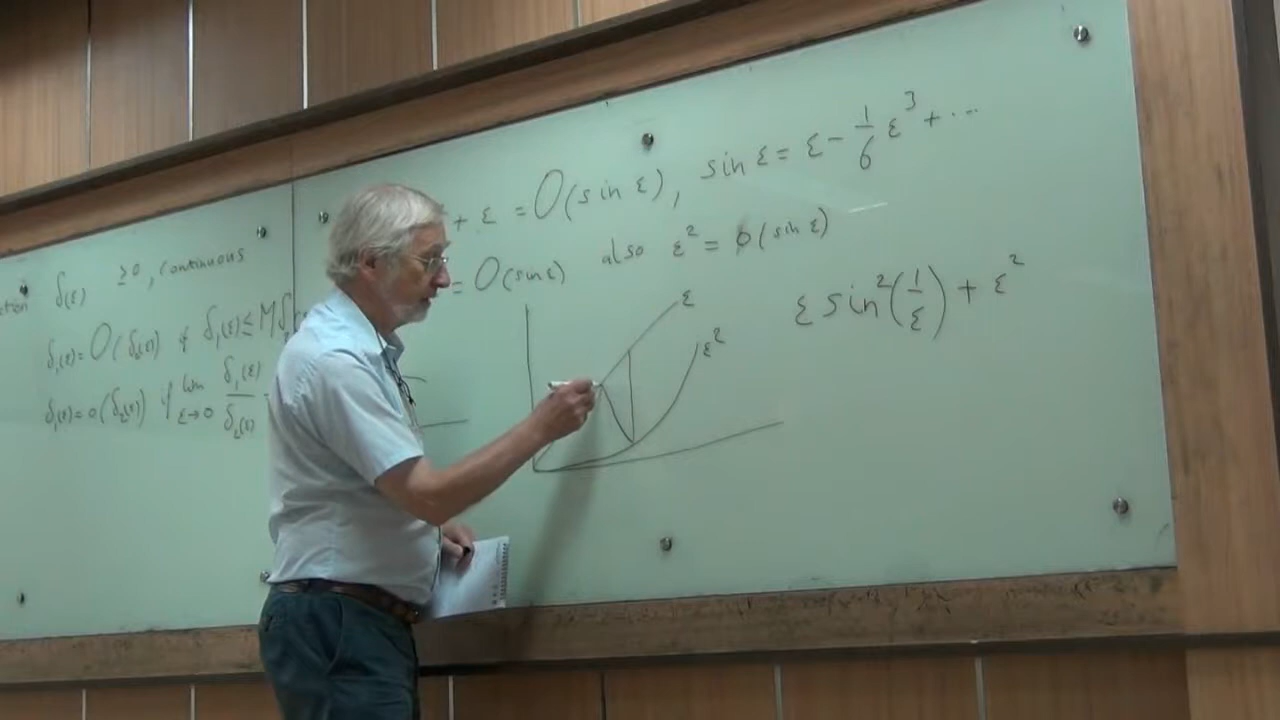 δ(ε) ≥0, continuous
δ₁(ε) = O(δ₂(ε) if δ₁(ε) ≤ M δ
δ₁(ε) = o(δ₂(ε)) if lim ε→0 δ₁(ε)/δ₂(ε)
+ ε = O(sin ε), sin ε = ε - 1/6 ε³ + ...
= O(sin ε) also ε² = o(sin ε)
ε sin²(1/ε) + ε²
ε
ε²